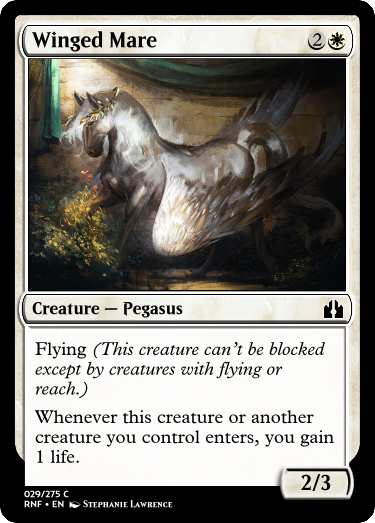 Winged Mare 2
Creature — Pegasus
Flying (This creature can't be blocked
except by creatures with flying or
reach.)
Whenever this creature or another
creature you control enters, you gain
1 life.
2/3
029/275 C
RNF • EN Stephanie Lawrence